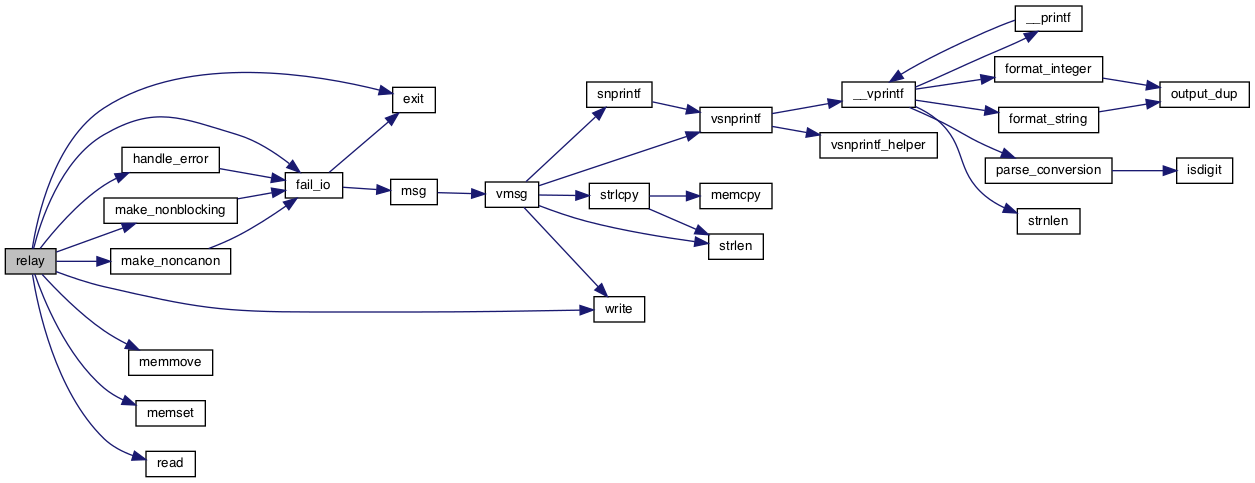 relay
exit
handle_error
make_nonblocking
make_noncanon
fail_io
msg
vmsg
snprintf
strlcpy
write
vsnprintf
memcpy
strlen
__vprintf
vsnprintf_helper
__printf
format_integer
format_string
output_dup
parse_conversion
isdigit
strnlen
memmove
memset
read